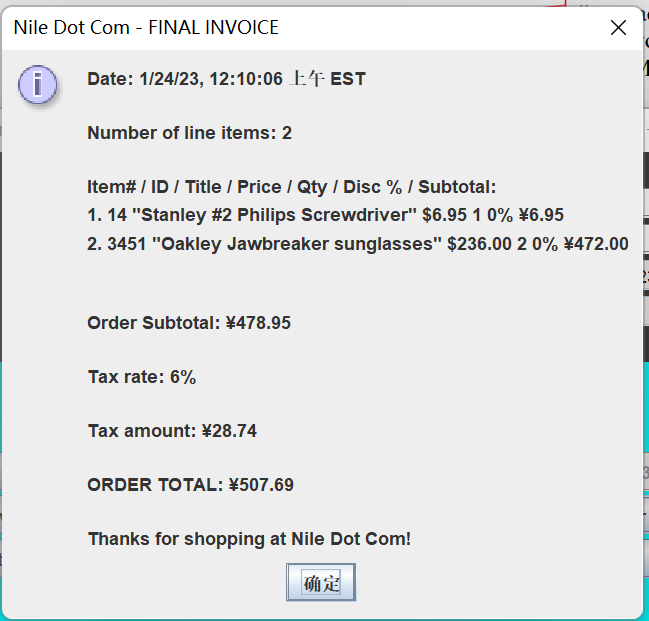 Nile Dot Com - FINAL INVOICE
Date: 1/24/23, 12:10:06 上午 EST
Number of line items: 2
Item# / ID / Title / Price / Qty / Disc % / Subtotal:
1. 14 "Stanley #2 Philips Screwdriver" $6.95 1 0% ¥6.95
2. 3451 "Oakley Jawbreaker sunglasses" $236.00 2 0% ¥472.00
Order Subtotal: ¥478.95
Tax rate: 6%
Tax amount: ¥28.74
ORDER TOTAL: ¥507.69
Thanks for shopping at Nile Dot Com!
确定